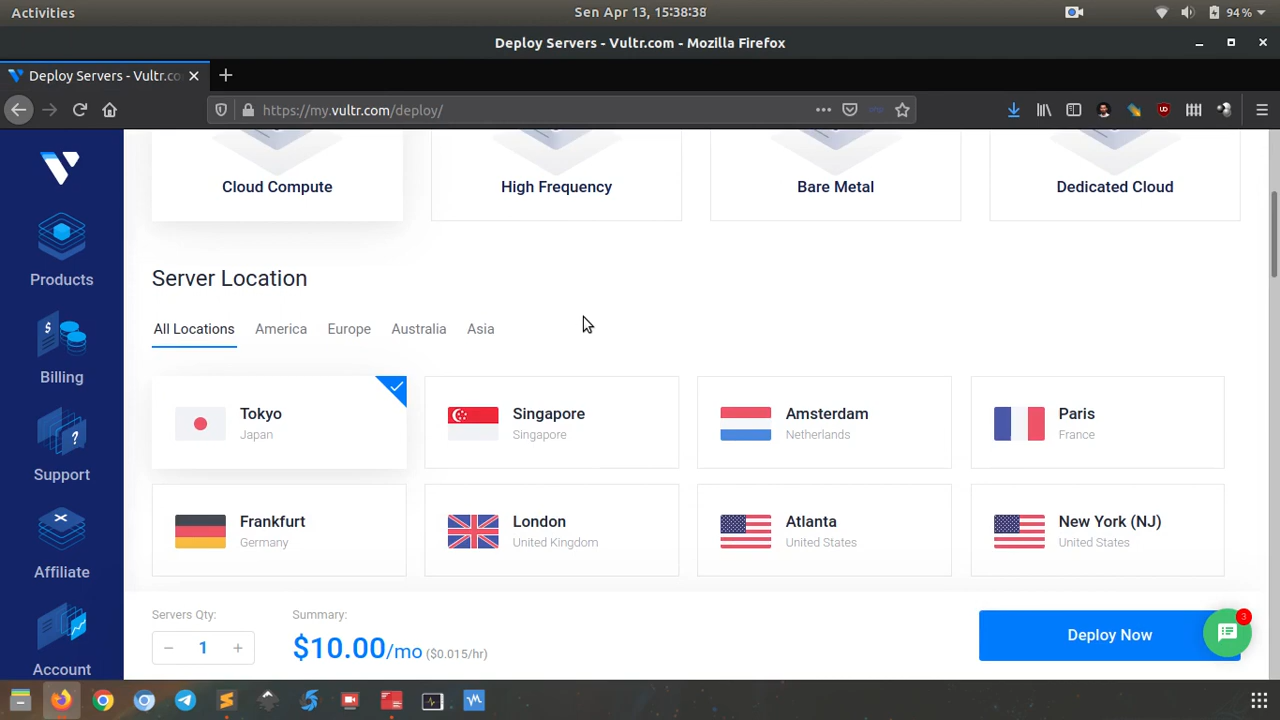 Activities
Sen Apr 13, 15:38:38
94 %
Deploy Servers - Vultr.com - Mozilla Firefox
Deploy Servers - Vultr.co
https://my.vultr.com/deploy/
Products
Billing
Support
Affiliate
Account
Cloud Compute
High Frequency
Bare Metal
Dedicated Cloud
Server Location
All Locations
America
Europe
Australia
Asia
Tokyo
Japan
Singapore
Singapore
Amsterdam
Netherlands
Paris
France
Frankfurt
Germany
London
United Kingdom
Atlanta
United States
New York (NJ)
United States
Servers Qty:
− 1 +
Summary:
$10.00/mo ($0.015/hr)
Deploy Now
3